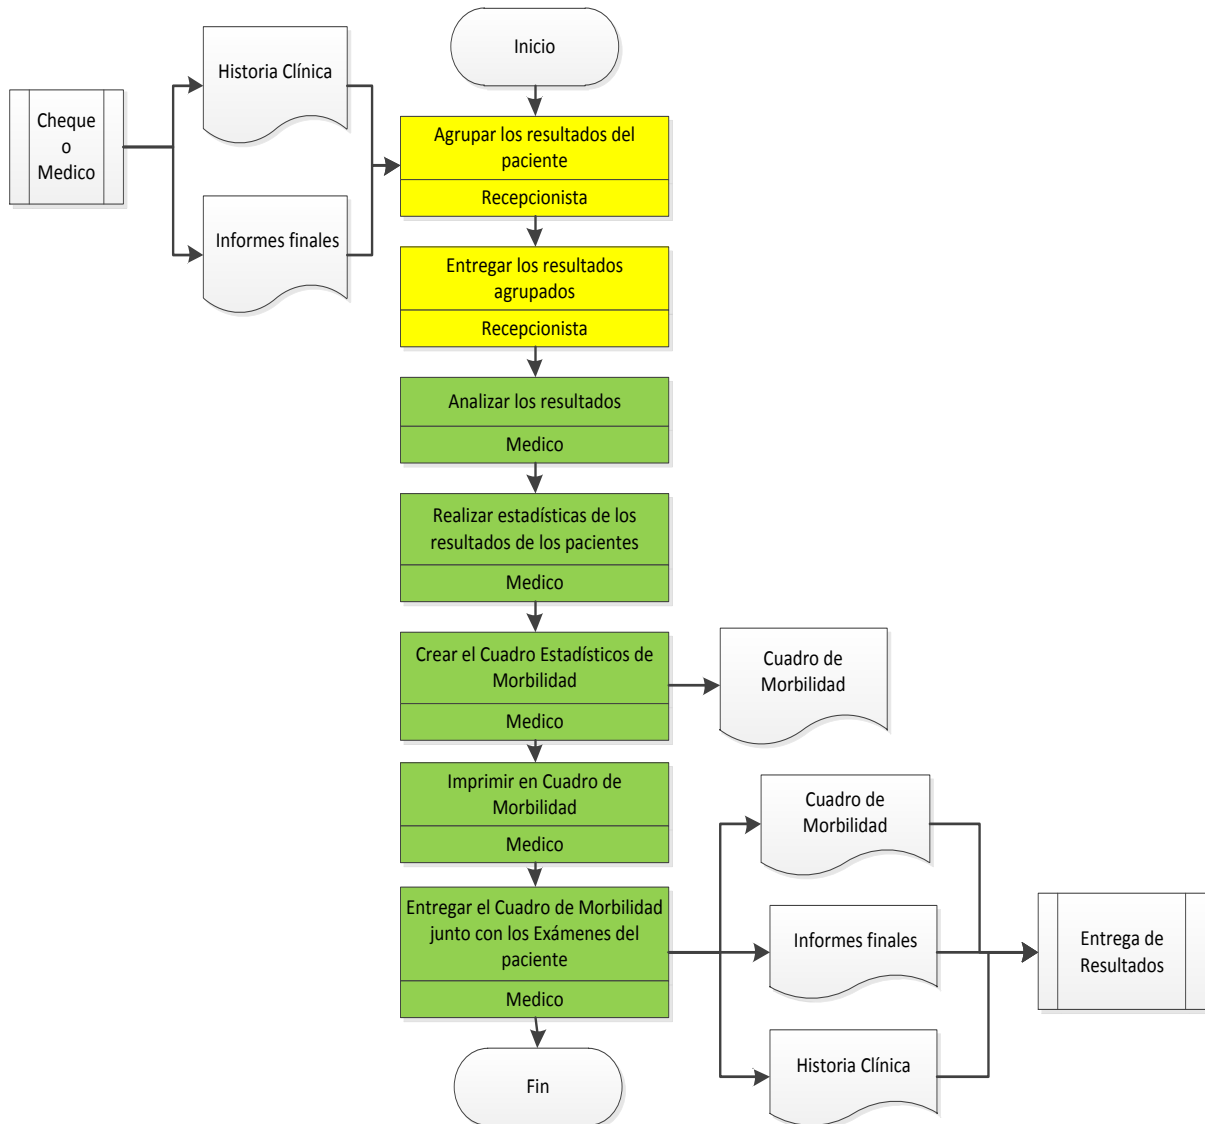 Inicio
Historia Clínica
Cheque
o
Medico
Informes finales
Agrupar los resultados del
paciente
Recepcionista
Entregar los resultados
agrupados
Recepcionista
Analizar los resultados
Medico
Realizar estadísticas de los
resultados de los pacientes
Medico
Crear el Cuadro Estadísticos de
Morbilidad
Medico
Cuadro de
Morbilidad
Imprimir en Cuadro de
Morbilidad
Medico
Entregar el Cuadro de Morbilidad
junto con los Exámenes del
paciente
Medico
Cuadro de
Morbilidad
Informes finales
Historia Clínica
Entrega de
Resultados
Fin